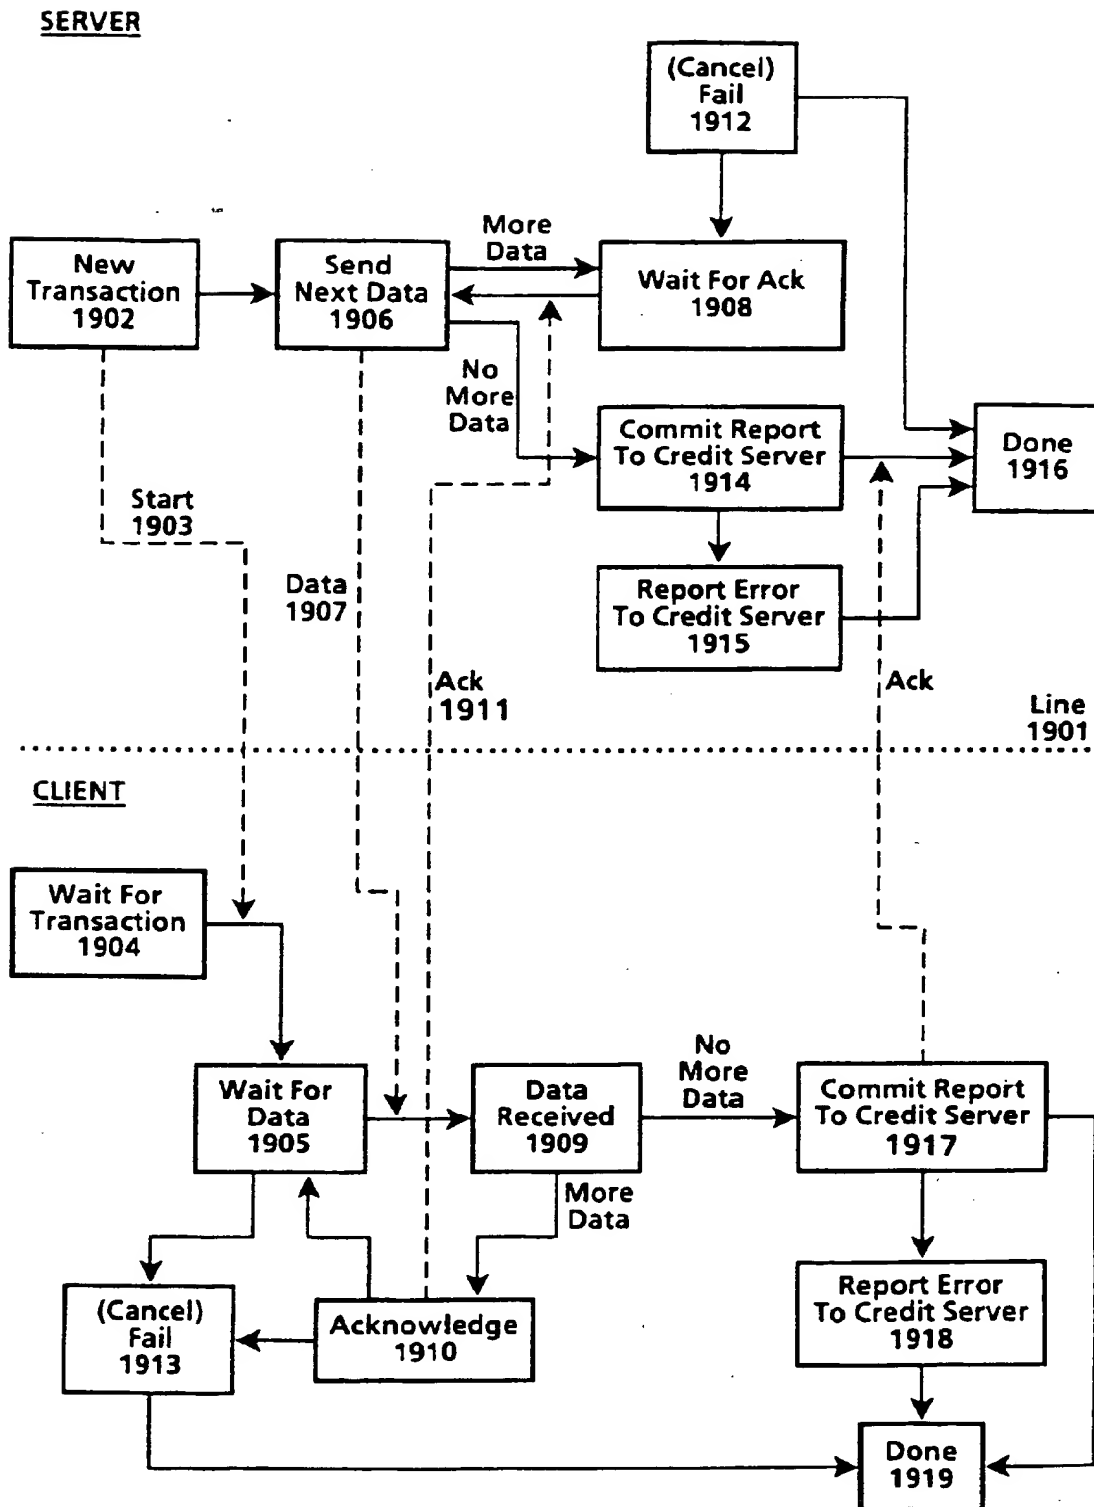 SERVER
(Cancel)
Fail
1912
More
Data
New
Transaction
1902
Send
Next Data
1906
Wait For Ack
1908
No
More
Data
Commit Report
To Credit Server
1914
Done
1916
Start
1903
Data
1907
Report Error
To Credit Server
1915
Ack
1911
Ack
Line
1901
CLIENT
Wait For
Transaction
1904
Wait For
Data
1905
Data
Received
1909
No
More
Data
Commit Report
To Credit Server
1917
More
Data
(Cancel)
Fail
1913
Acknowledge
1910
Report Error
To Credit Server
1918
Done
1919